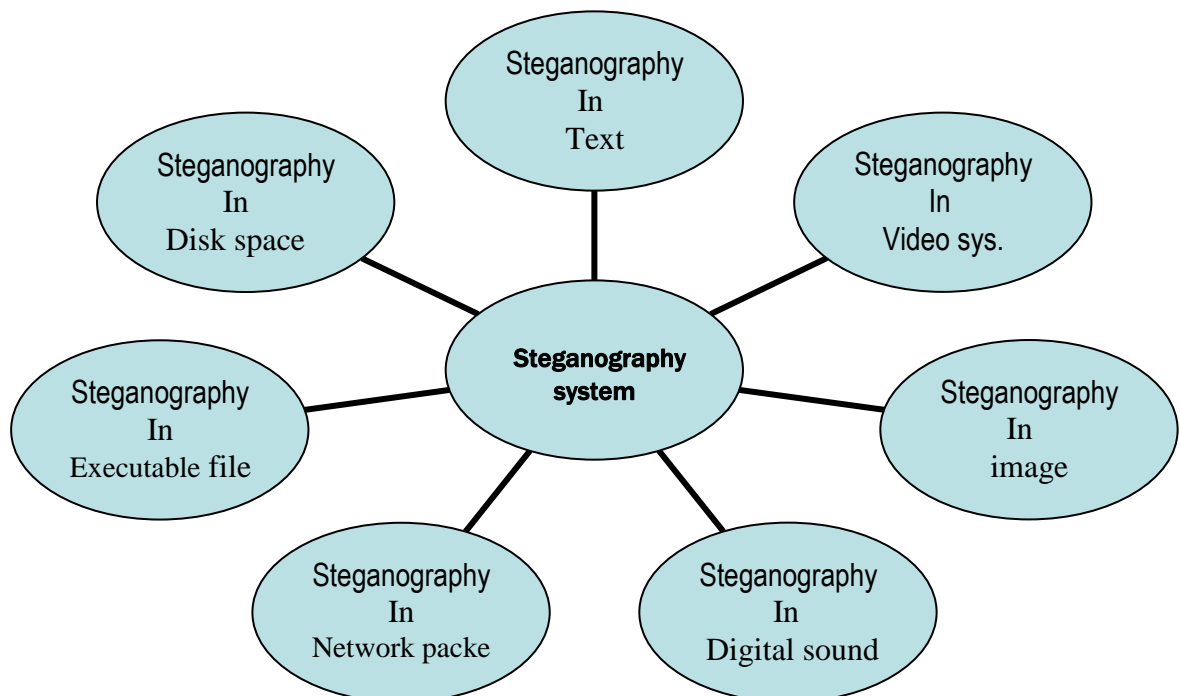 Steganography
In
Text
Steganography
In
Disk space
Steganography
In
Video sys.
Steganography
system
Steganography
In
Executable file
Steganography
In
image
Steganography
In
Network packe
Steganography
In
Digital sound